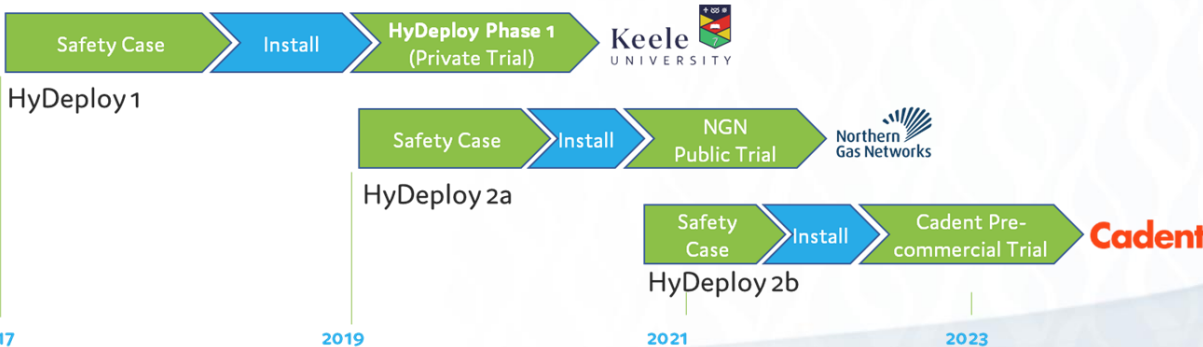 Safety Case
Install
HyDeploy Phase 1
(Private Trial)
Keele
UNIVERSITY
HyDeploy 1
Safety Case
Install
NGN
Public Trial
Northern
Gas Networks
HyDeploy 2a
Safety
Case
Install
Cadent Pre-
commercial Trial
Cadent
HyDeploy 2b
17
2019
2021
2023